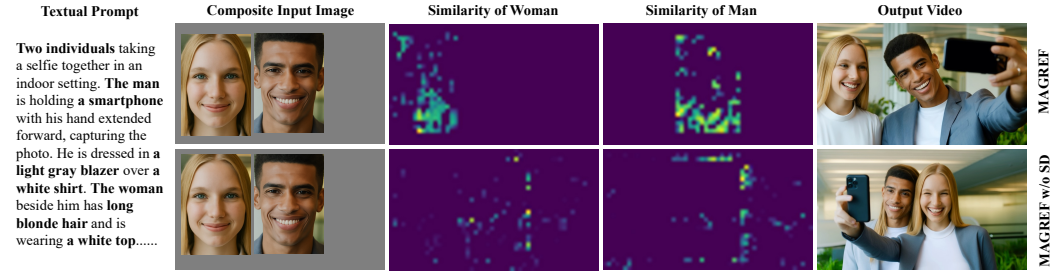 Textual Prompt
Composite Input Image
Similarity of Woman
Similarity of Man
Output Video
Two individuals taking
a selfie together in an
indoor setting. The man
is holding a smartphone
with his hand extended
forward, capturing the
photo. He is dressed in a
light gray blazer over a
white shirt. The woman
beside him has long
blonde hair and is
wearing a white top......
MAGREF
MAGREF w/o SD